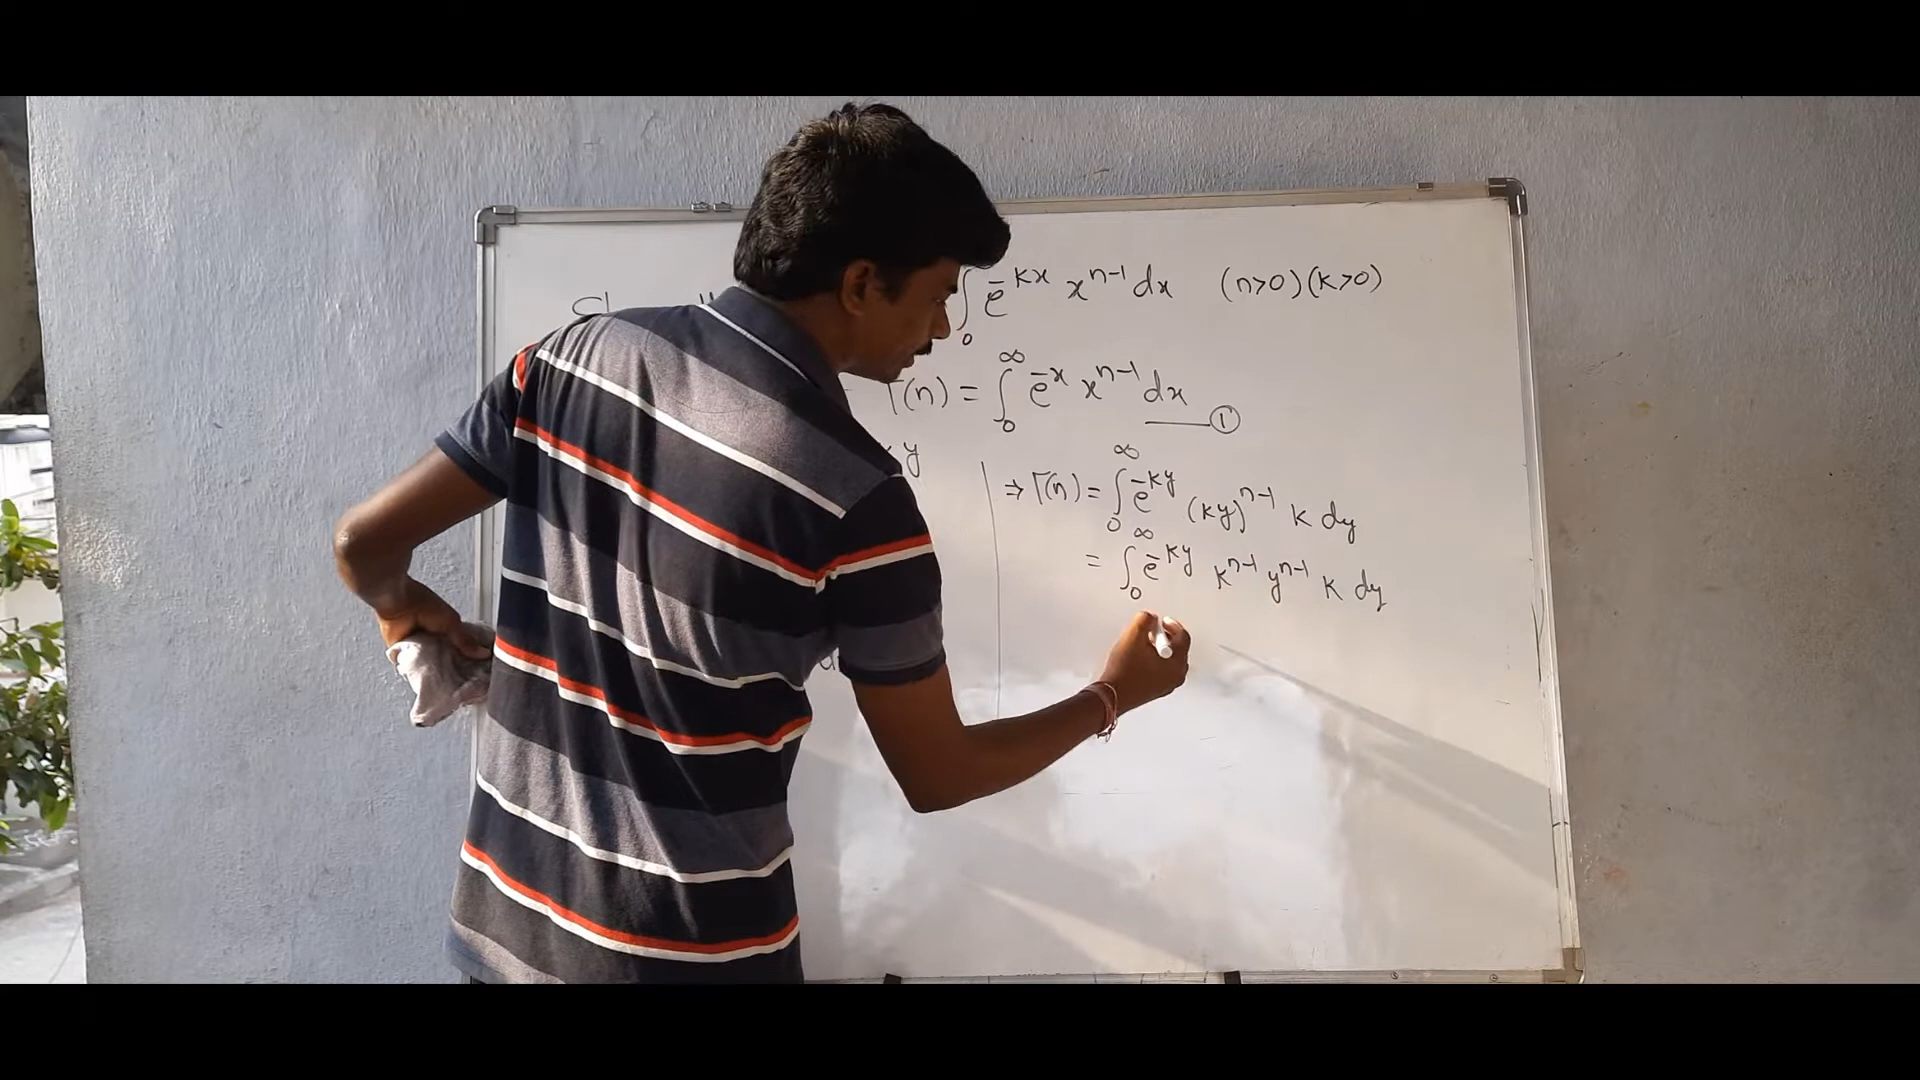 ∫₀ e^{-kx} x^{n-1} dx (n>0)(k>0)
Γ(n) = ∫₀^∞ e^{-x} x^{n-1} dx —— ①
y
⇒ Γ(n) = ∫₀^∞ e^{-ky} (ky)^{n-1} k dy
= ∫₀^∞ e^{-ky} k^{n-1} y^{n-1} k dy